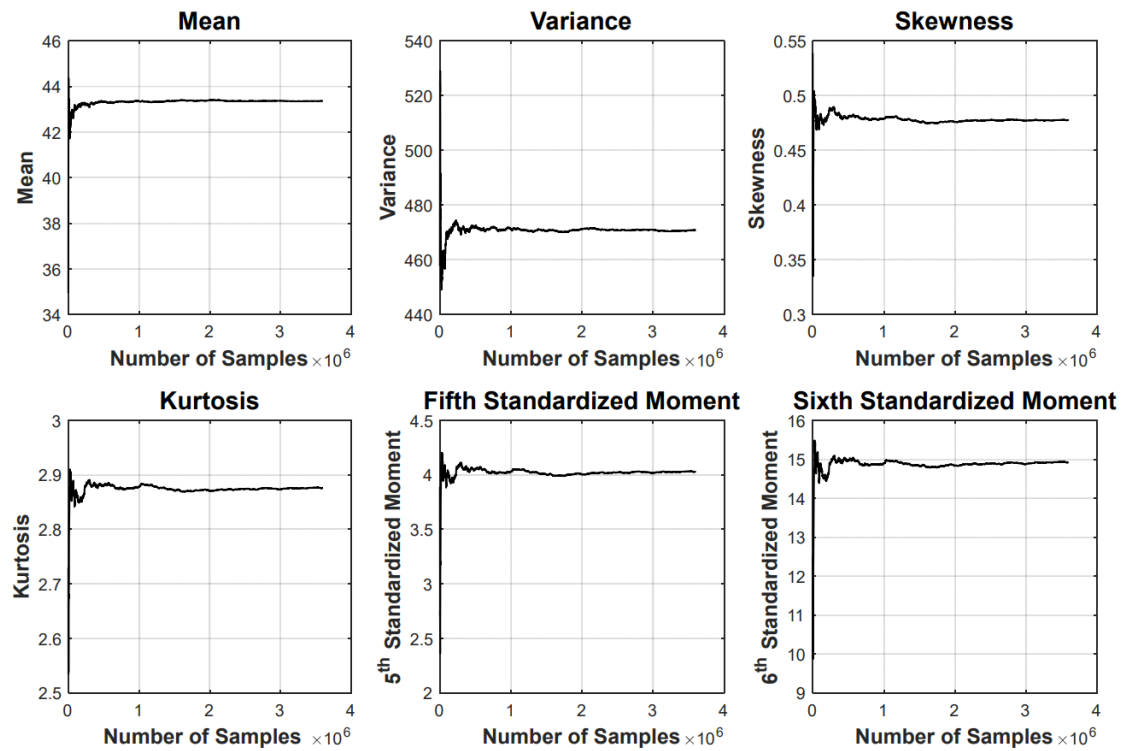 Mean
46
44
42
40
38
36
34
Mean
0 1 2 3 4
Number of Samples ×10^6
Variance
540
520
500
480
460
440
Variance
0 1 2 3 4
Number of Samples ×10^6
Skewness
0.55
0.5
0.45
0.4
0.35
0.3
Skewness
0 1 2 3 4
Number of Samples ×10^6
Kurtosis
3
2.9
2.8
2.7
2.6
2.5
Kurtosis
0 1 2 3 4
Number of Samples ×10^6
Fifth Standardized Moment
4.5
4
3.5
3
2.5
2
5^th Standardized Moment
0 1 2 3 4
Number of Samples ×10^6
Sixth Standardized Moment
16
15
14
13
12
11
10
9
6^th Standardized Moment
0 1 2 3 4
Number of Samples ×10^6